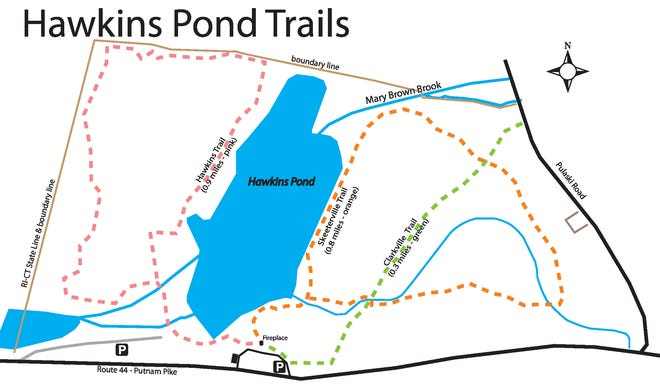 Hawkins Pond Trails
N
boundary line
Mary Brown Brook
Hawkins Trail
(0.9 miles - pink)
Hawkins Pond
Pulaski Road
Skeeterville Trail
(0.8 miles - orange)
Clarkville Trail
(0.3 miles - green)
RI-CT State Line & boundary line
Fireplace
P
P
Route 44 - Putnam Pike